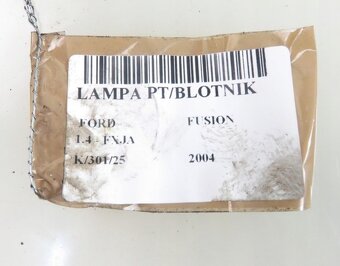 LAMPA PT/BLOTNIK
FORD FUSION
1.4 - FXJA
K/301/25 2004